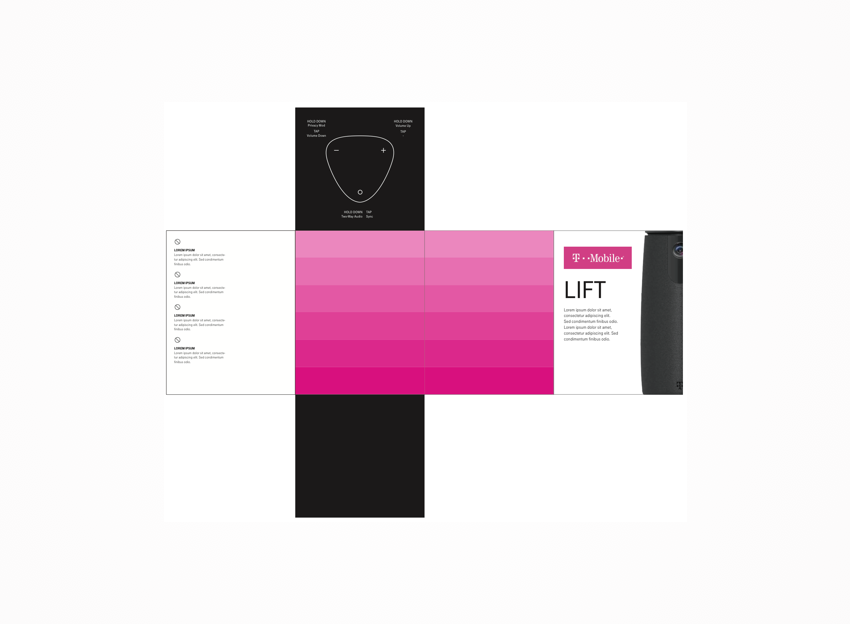 HOLD DOWN
Privacy Mode
TAP
Volume Down
HOLD DOWN
Volume Up
TAP
−
+
HOLD DOWN
Two Way Audio
TAP
Sync
LOREM IPSUM
Lorem ipsum dolor sit amet, consecte-
tur adipiscing elit. Sed condimentum
finibus odio.
LOREM IPSUM
Lorem ipsum dolor sit amet, consecte-
tur adipiscing elit. Sed condimentum
finibus odio.
LOREM IPSUM
Lorem ipsum dolor sit amet, consecte-
tur adipiscing elit. Sed condimentum
finibus odio.
LOREM IPSUM
Lorem ipsum dolor sit amet, consecte-
tur adipiscing elit. Sed condimentum
finibus odio.
T··Mobile·
LIFT
Lorem ipsum dolor sit amet,
consectetur adipiscing elit.
Sed condimentum finibus odio.
Lorem ipsum dolor sit amet,
consectetur adipiscing elit. Sed
condimentum finibus odio.